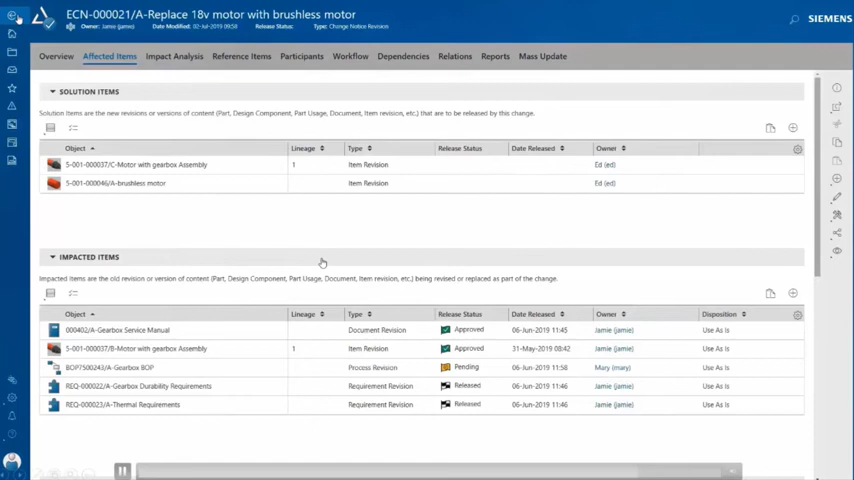 ECN-000021/A-Replace 18v motor with brushless motor
Owner: Jamie (jamie) Date Modified: 02-Jul-2019 09:58 Release Status: Type: Change Notice Revision
SIEMENS
Overview Affected Items Impact Analysis Reference Items Participants Workflow Dependencies Relations Reports Mass Update
SOLUTION ITEMS
Solution Items are the new revisions or versions of content (Part, Design Component, Part Usage, Document, Item revision, etc.) that are to be released by this change.
Object Lineage Type Release Status Date Released Owner
5-001-000037/C-Motor with gearbox Assembly 1 Item Revision Ed (ed)
5-001-000046/A-brushless motor Item Revision Ed (ed)
IMPACTED ITEMS
Impacted Items are the old revision or version of content (Part, Design Component, Part Usage, Document, Item revision, etc.) being revised or replaced as part of the change.
Object Lineage Type Release Status Date Released Owner Disposition
000402/A-Gearbox Service Manual Document Revision Approved 06-Jun-2019 11:45 Jamie (jamie) Use As Is
5-001-000037/B-Motor with gearbox Assembly 1 Item Revision Approved 31-May-2019 08:42 Jamie (jamie) Use As Is
BOP7500243/A-Gearbox BOP Process Revision Pending 06-Jun-2019 11:58 Mary (mary) Use As Is
REQ-000022/A-Gearbox Durability Requirements Requirement Revision Released 06-Jun-2019 11:46 Jamie (jamie) Use As Is
REQ-000023/A-Thermal Requirements Requirement Revision Released 06-Jun-2019 11:46 Jamie (jamie) Use As Is